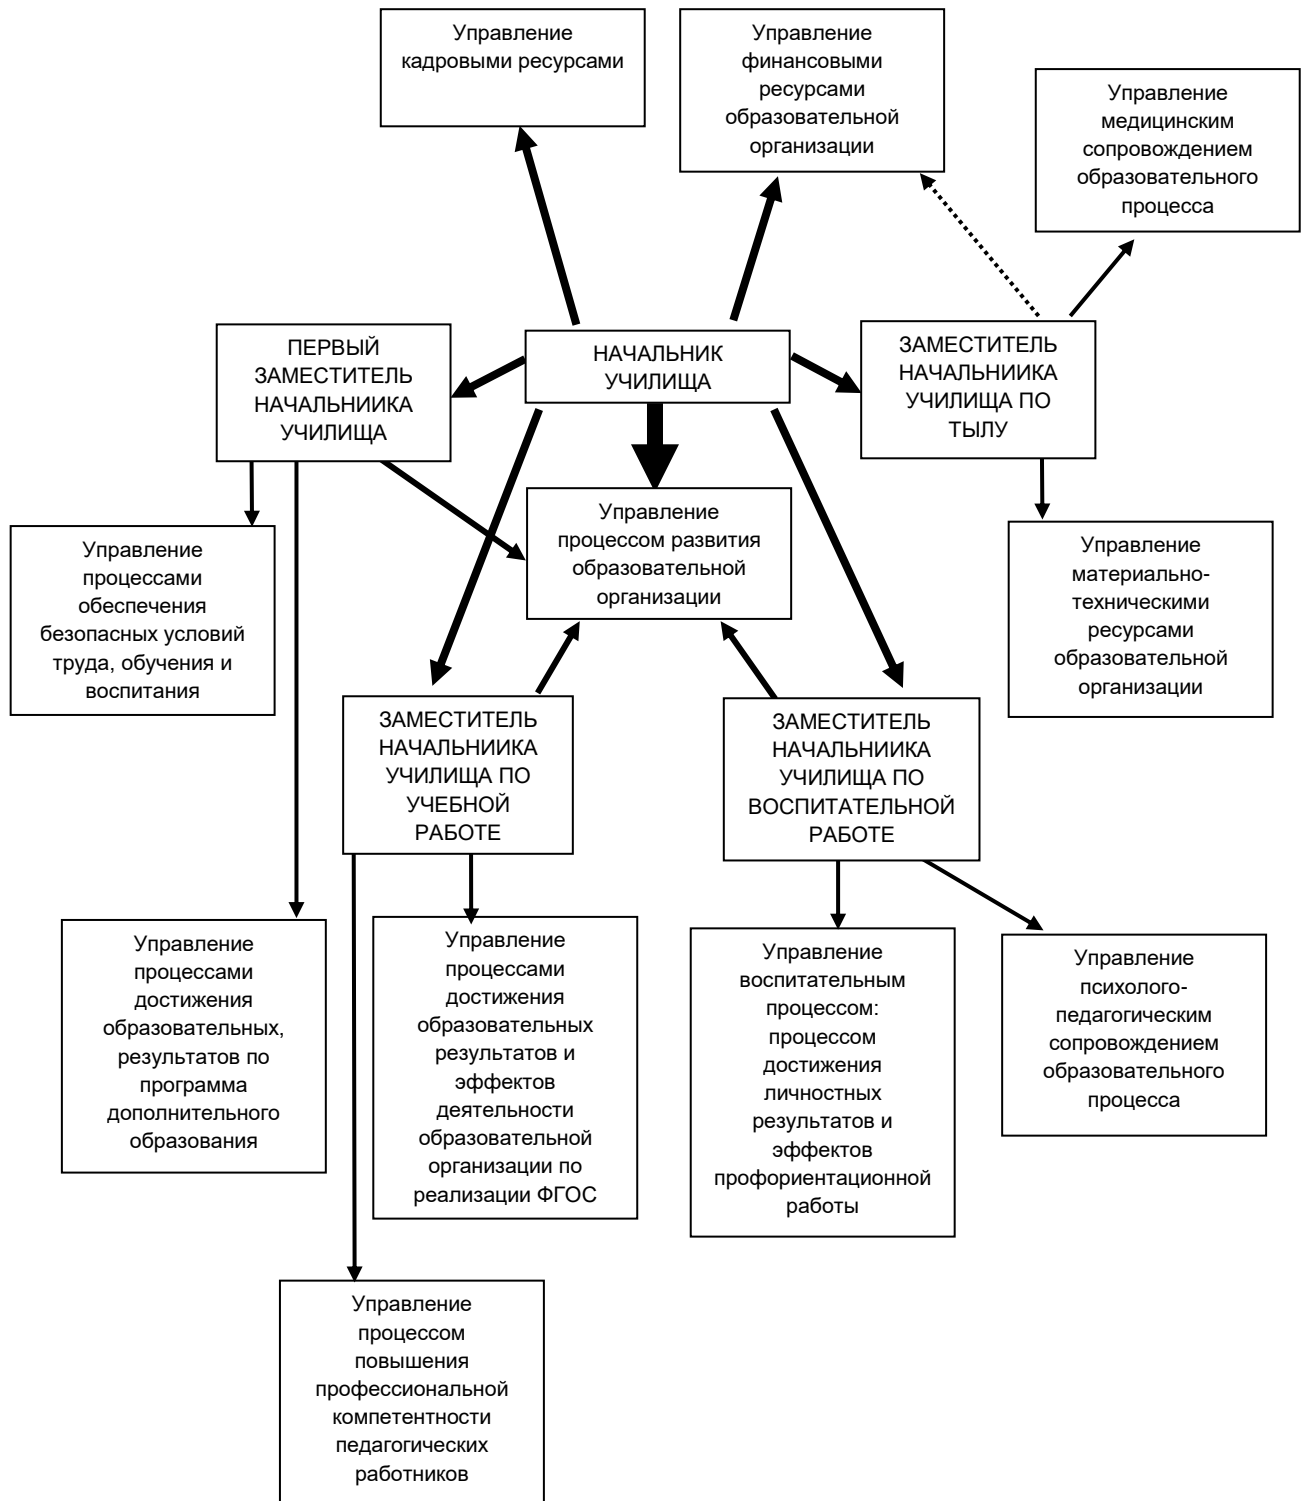 Управление
кадровыми ресурсами
Управление
финансовыми
ресурсами
образовательной
организации
Управление
медицинским
сопровождением
образовательного
процесса
ПЕРВЫЙ
ЗАМЕСТИТЕЛЬ
НАЧАЛЬНИИКА
УЧИЛИЩА
НАЧАЛЬНИК
УЧИЛИЩА
ЗАМЕСТИТЕЛЬ
НАЧАЛЬНИИКА
УЧИЛИЩА ПО
ТЫЛУ
Управление
процессом развития
образовательной
организации
Управление
процессами
обеспечения
безопасных условий
труда, обучения и
воспитания
Управление
материально-
техническими
ресурсами
образовательной
организации
ЗАМЕСТИТЕЛЬ
НАЧАЛЬНИИКА
УЧИЛИЩА ПО
УЧЕБНОЙ
РАБОТЕ
ЗАМЕСТИТЕЛЬ
НАЧАЛЬНИИКА
УЧИЛИЩА ПО
ВОСПИТАТЕЛЬНОЙ
РАБОТЕ
Управление
процессами
достижения
образовательных,
результатов по
программа
дополнительного
образования
Управление
процессами
достижения
образовательных
результатов и
эффектов
деятельности
образовательной
организации по
реализации ФГОС
Управление
воспитательным
процессом:
процессом
достижения
личностных
результатов и
эффектов
профориентационной
работы
Управление
психолого-
педагогическим
сопровождением
образовательного
процесса
Управление
процессом
повышения
профессиональной
компетентности
педагогических
работников